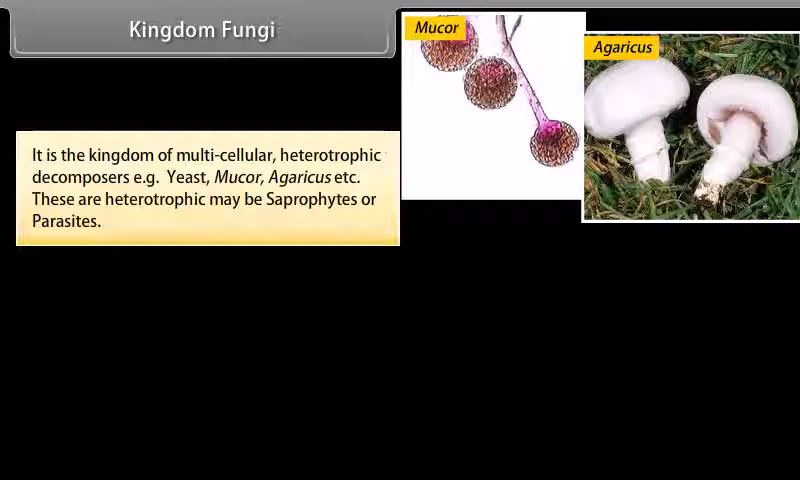 Kingdom Fungi
Mucor
Agaricus
It is the kingdom of multi-cellular, heterotrophic
decomposers e.g. Yeast, Mucor, Agaricus etc.
These are heterotrophic may be Saprophytes or
Parasites.